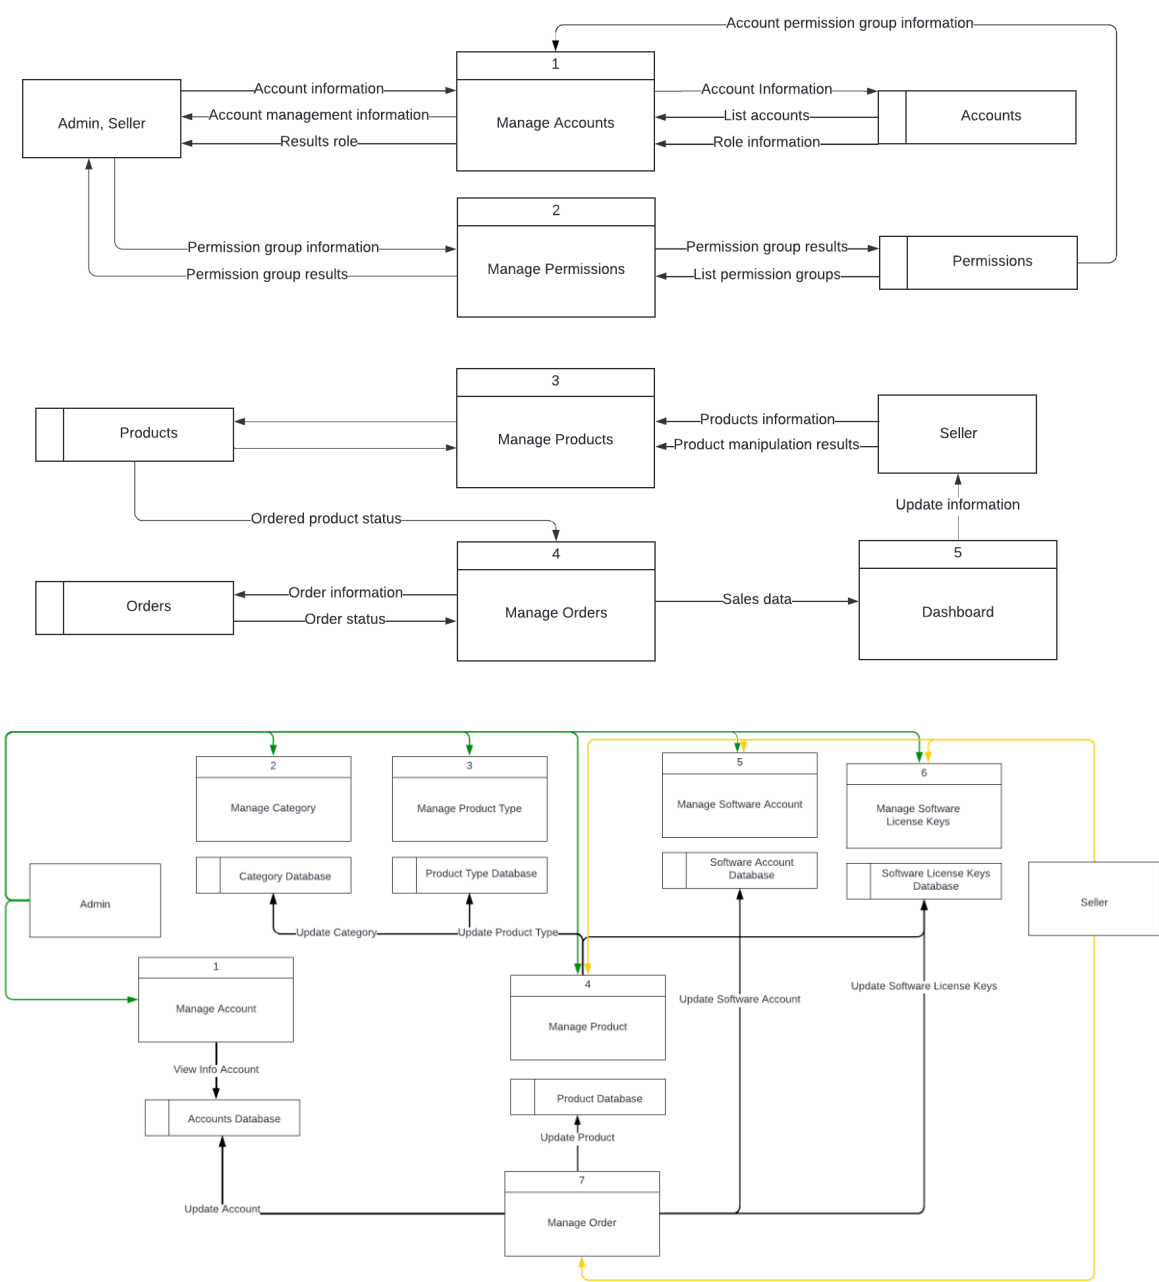 Account permission group information
1
Account information
Account Information
Account management information
List accounts
Accounts
Admin, Seller
Manage Accounts
Results role
Role information
2
Permission group information
Permission group results
Permissions
Manage Permissions
Permission group results
List permission groups
3
Products information
Products
Manage Products
Seller
Product manipulation results
Update information
Ordered product status
4
5
Order information
Sales data
Orders
Manage Orders
Dashboard
Order status
2
3
5
6
Manage Category
Manage Product Type
Manage Software Account
Manage Software
License Keys
Category Database
Product Type Database
Software Account
Database
Software License Keys
Database
Admin
Seller
Update Category
Update Product Type
1
4
Manage Account
Manage Product
Update Software Account
Update Software License Keys
View Info Account
Accounts Database
Product Database
Update Product
7
Update Account
Manage Order